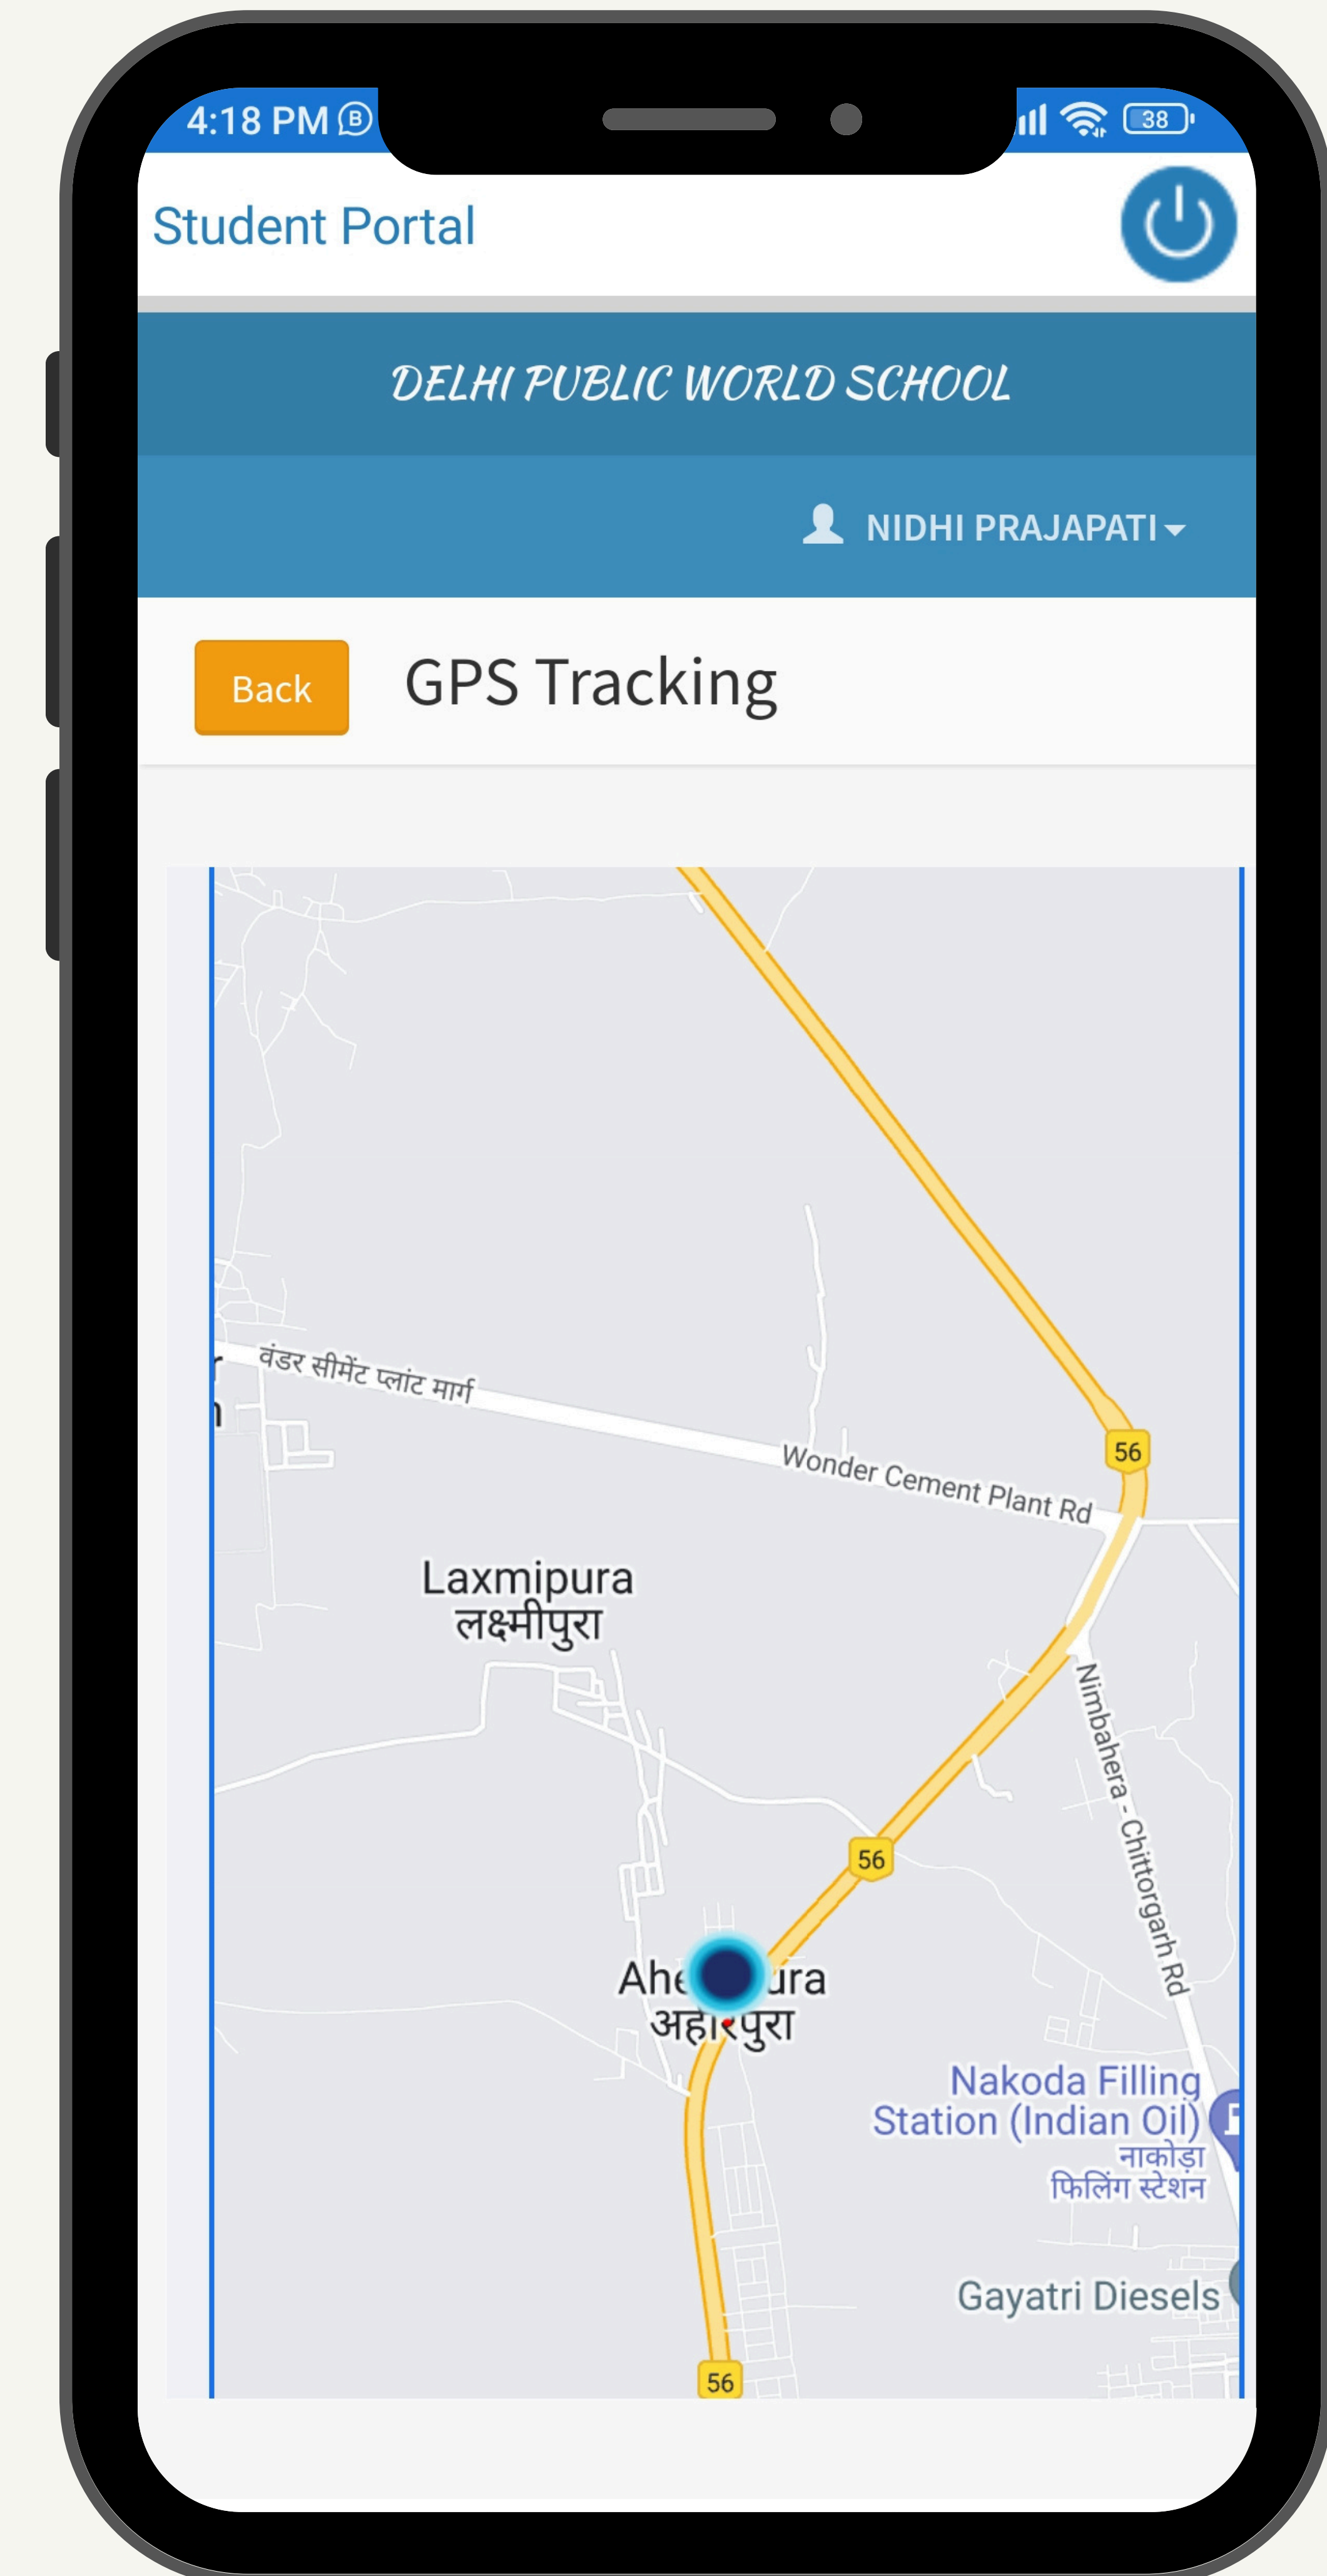 4:18 PM
38
Student Portal
DELHI PUBLIC WORLD SCHOOL
NIDHI PRAJAPATI
Back
GPS Tracking
वंडर सीमेंट प्लांट मार्ग
56
Wonder Cement Plant Rd
Laxmipura
लक्ष्मीपुरा
Nimbahera - Chittorgarh Rd
56
Nakoda Filling
Station (Indian Oil)
नाकोड़ा
फिलिंग स्टेशन
Gayatri Diesels
56